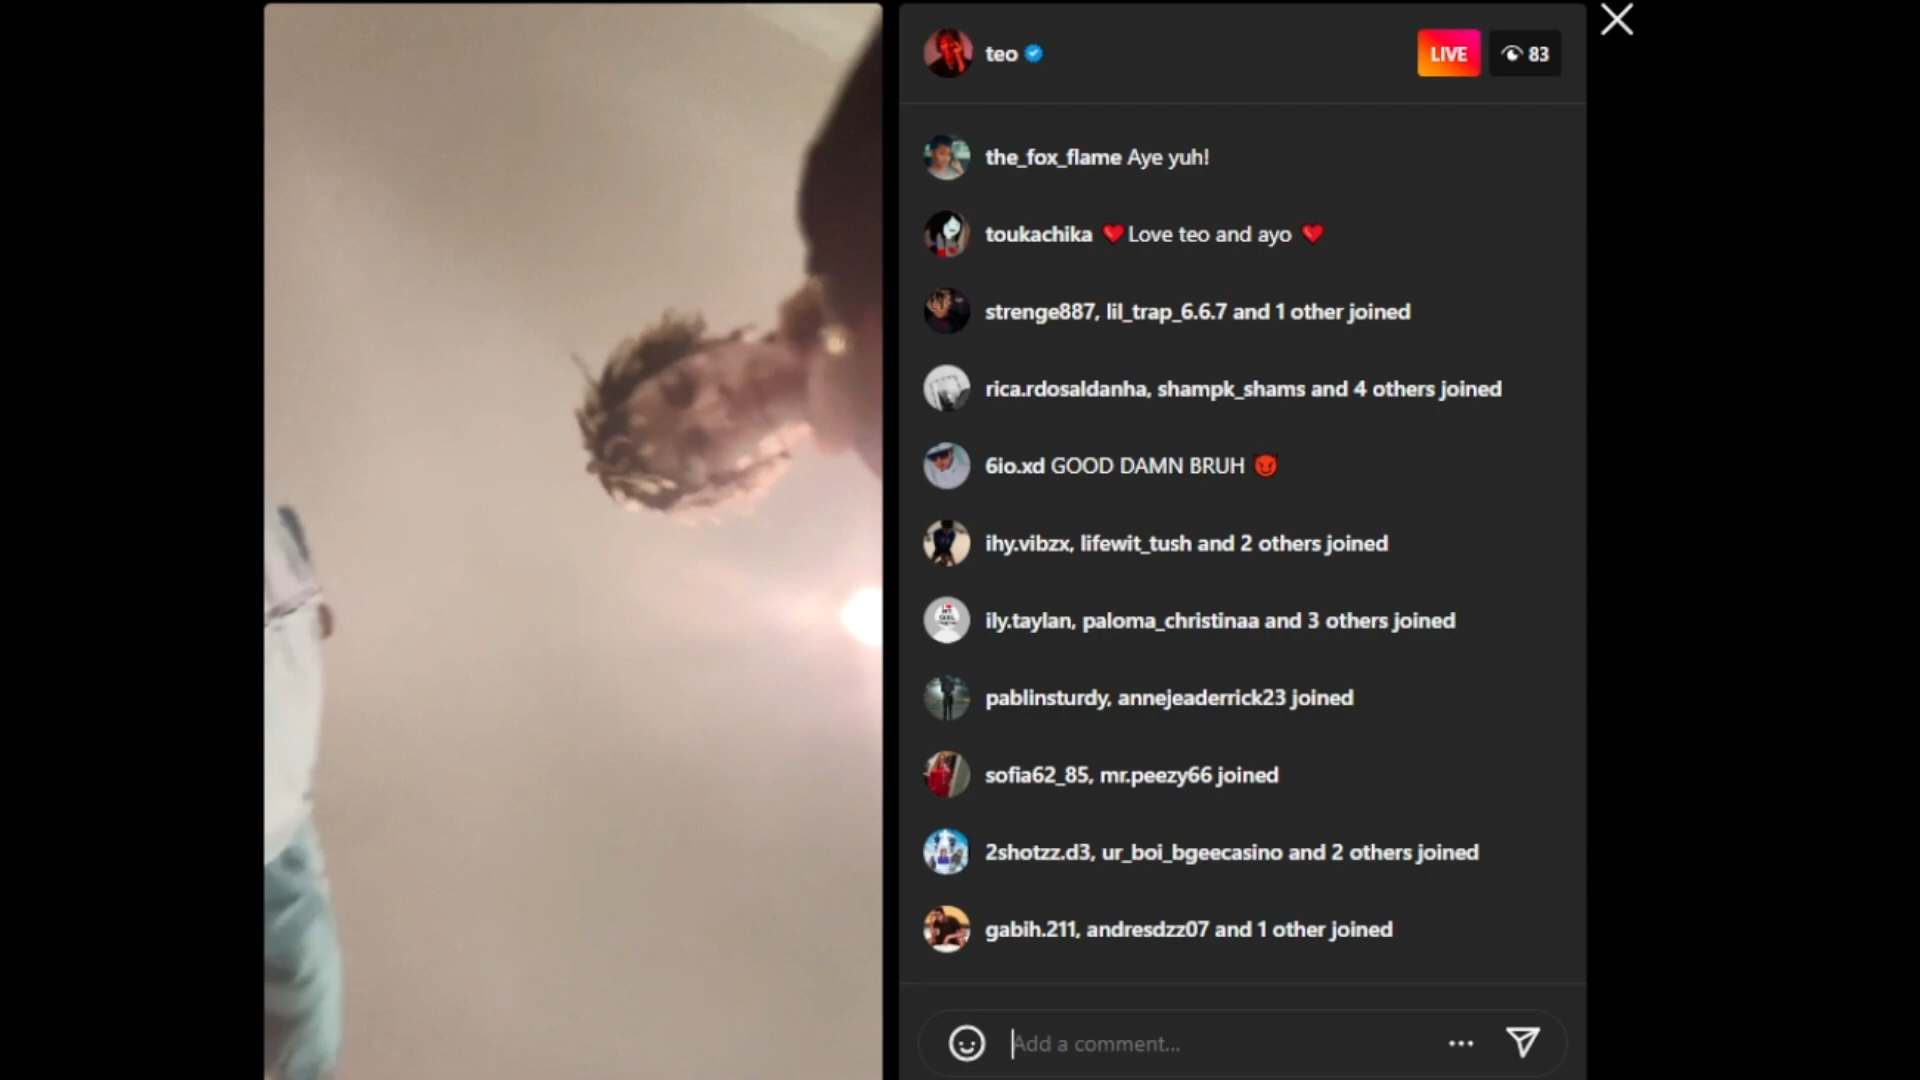 teo
LIVE
83
the_fox_flame Aye yuh!
toukachika ❤️Love teo and ayo ❤️
strenge887, lil_trap_6.6.7 and 1 other joined
rica.rdosaldanha, shampk_shams and 4 others joined
6io.xd GOOD DAMN BRUH 😈
ihy.vibzx, lifewit_tush and 2 others joined
ily.taylan, paloma_christinaa and 3 others joined
pablinsturdy, annejeaderrick23 joined
sofia62_85, mr.peezy66 joined
2shotzz.d3, ur_boi_bgeecasino and 2 others joined
gabih.211, andresdzz07 and 1 other joined
Add a comment...